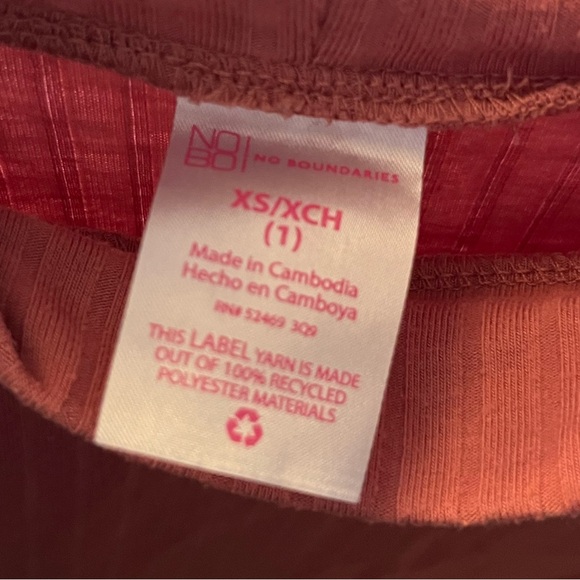 NO
BO
NO BOUNDARIES
XS/XCH
(1)
Made in Cambodia
Hecho en Camboya
RN# 52469 3Q9
THIS LABEL YARN IS MADE
OUT OF 100% RECYCLED
POLYESTER MATERIALS